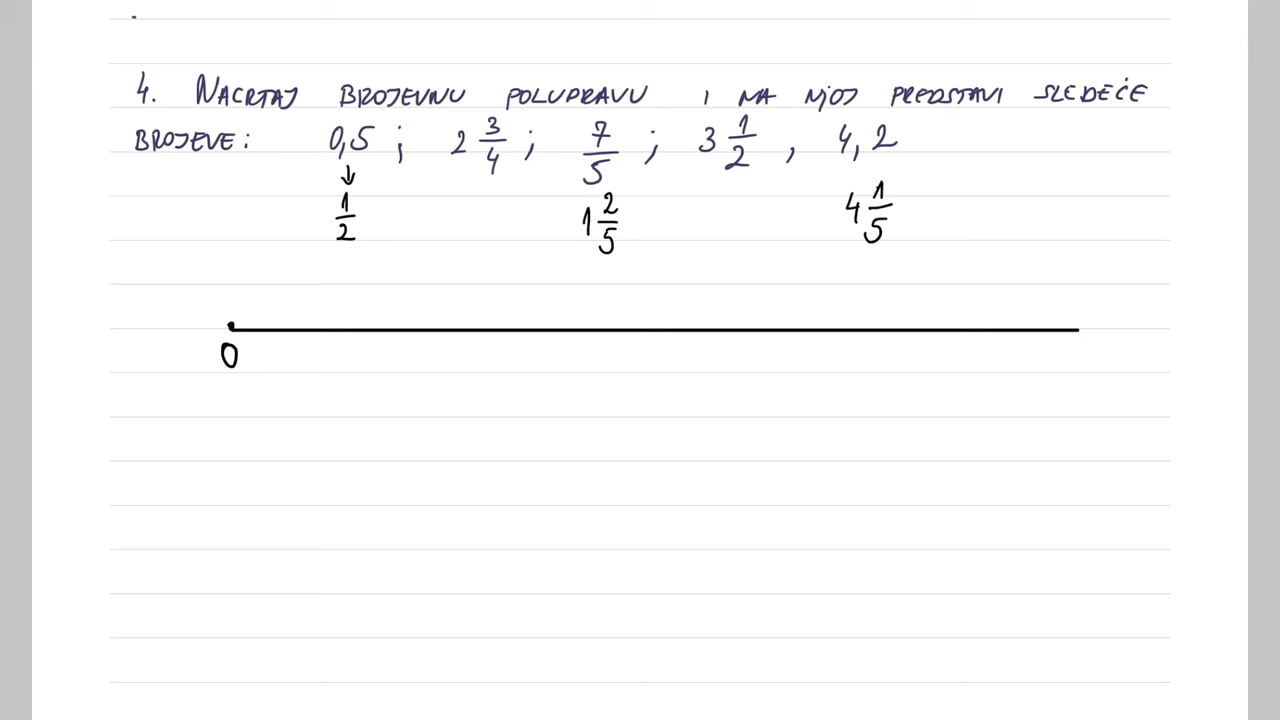 4. NACRTAJ BROJEVNU POLUPRAVU I NA NJOJ PREDSTAVI SLEDEĆE
BROJEVE: 0,5 ; 2 3/4 ; 7/5 ; 3 1/2 , 4,2
↓
1/2 1 2/5 4 1/5
0